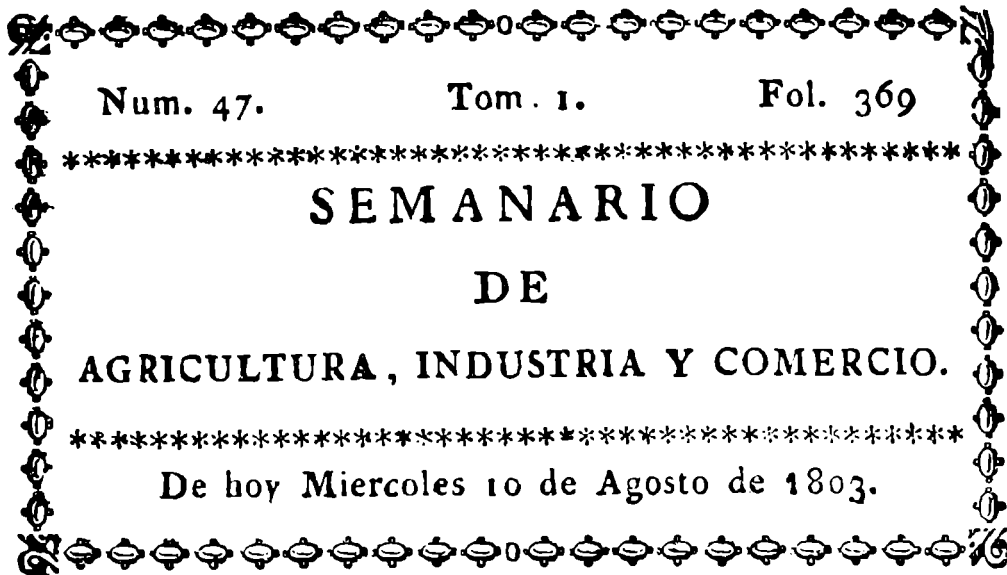 Num. 47. Tom. 1. Fol. 369
SEMANARIO
DE
AGRICULTURA, INDUSTRIA Y COMERCIO.
De hoy Miercoles 10 de Agosto de 1803.